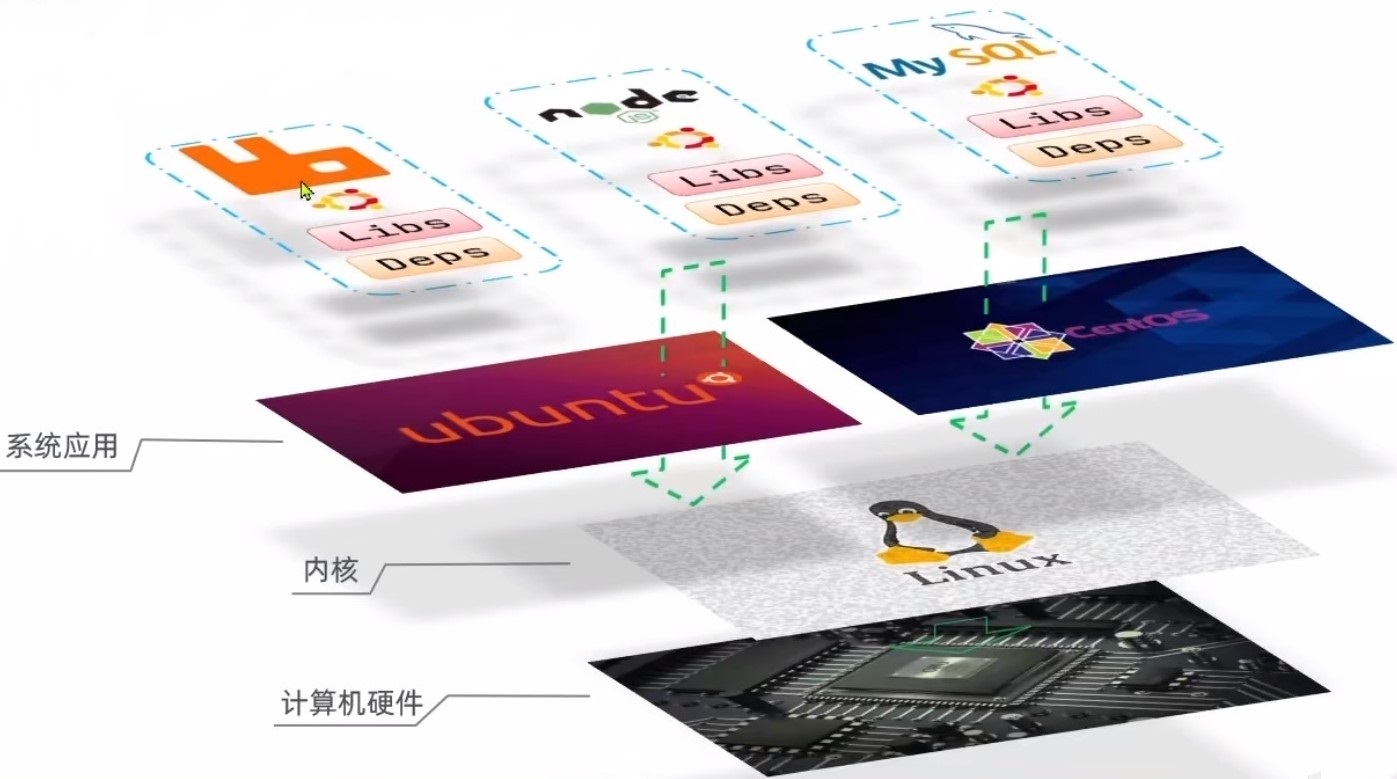 MySQL
Libs
Deps
node
JS
Libs
Deps
Libs
Deps
CentOS
ubuntu
系统应用
Linux
内核
计算机硬件